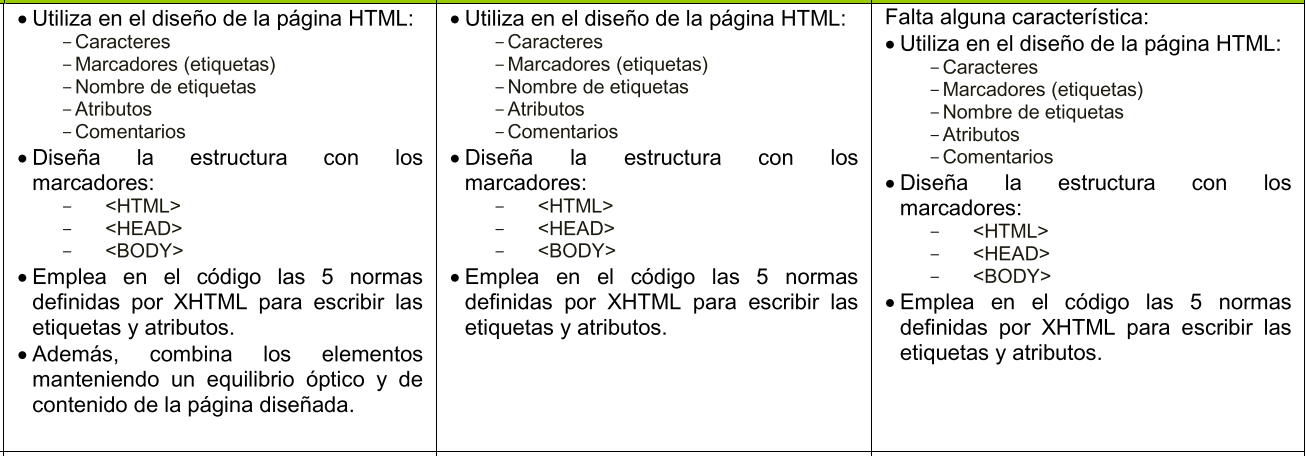 • Utiliza en el diseño de la página HTML:
– Caracteres
– Marcadores (etiquetas)
– Nombre de etiquetas
– Atributos
– Comentarios
• Diseña la estructura con los
marcadores:
– <HTML>
– <HEAD>
– <BODY>
• Emplea en el código las 5 normas
definidas por XHTML para escribir las
etiquetas y atributos.
• Además, combina los elementos
manteniendo un equilibrio óptico y de
contenido de la página diseñada.
• Utiliza en el diseño de la página HTML:
– Caracteres
– Marcadores (etiquetas)
– Nombre de etiquetas
– Atributos
– Comentarios
• Diseña la estructura con los
marcadores:
– <HTML>
– <HEAD>
– <BODY>
• Emplea en el código las 5 normas
definidas por XHTML para escribir las
etiquetas y atributos.
Falta alguna característica:
• Utiliza en el diseño de la página HTML:
– Caracteres
– Marcadores (etiquetas)
– Nombre de etiquetas
– Atributos
– Comentarios
• Diseña la estructura con los
marcadores:
– <HTML>
– <HEAD>
– <BODY>
• Emplea en el código las 5 normas
definidas por XHTML para escribir las
etiquetas y atributos.